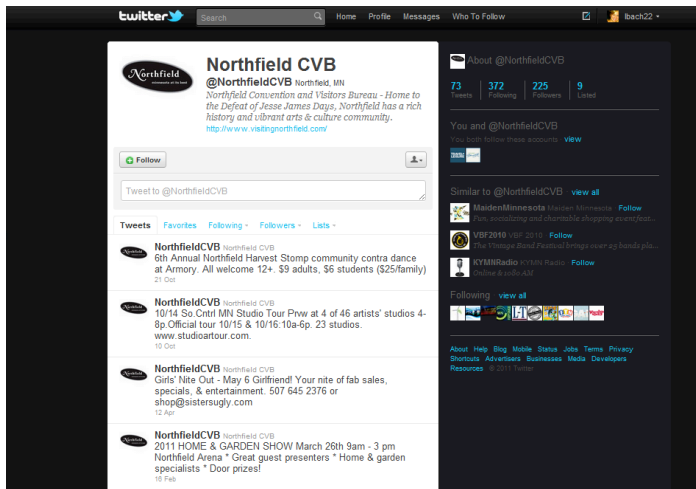 twitter
Search
Home Profile Messages Who To Follow
lbach22
Northfield
Northfield CVB
@NorthfieldCVB Northfield, MN
Northfield Convention and Visitors Bureau - Home to
the Defeat of Jesse James Days, Northfield has a rich
history and vibrant arts & culture community.
http://www.visitingnorthfield.com/
Follow
Tweet to @NorthfieldCVB
Tweets Favorites Following Followers Lists
NorthfieldCVB Northfield CVB
6th Annual Northfield Harvest Stomp community contra dance
at Armory. All welcome 12+. $9 adults, $6 students ($25/family)
21 Oct
NorthfieldCVB Northfield CVB
10/14 So.Cntrl MN Studio Tour Prvw at 4 of 46 artists' studios 4-
8p.Official tour 10/15 & 10/16:10a-6p. 23 studios.
www.studioartour.com.
10 Oct
NorthfieldCVB Northfield CVB
Girls' Nite Out - May 6 Girlfriend! Your nite of fab sales,
specials, & entertainment. 507 645 2376 or
shop@sistersugly.com
12 Apr
NorthfieldCVB Northfield CVB
2011 HOME & GARDEN SHOW March 26th 9am - 3 pm
Northfield Arena * Great guest presenters * Home & garden
specialists * Door prizes!
16 Feb
About @NorthfieldCVB
73 372 225 9
Tweets Following Followers Listed
You and @NorthfieldCVB
You both follow these accounts · view
Similar to @NorthfieldCVB · view all
MaidenMinnesota Maiden Minnesota · Follow
Fun, socializing and charitable shopping event fest...
VBF2010 VBF 2010 · Follow
The Vintage Band Festival brings over 25 bands pla...
KYMNRadio KYMN Radio · Follow
Online & 1080 AM
Following · view all
About Help Blog Mobile Status Jobs Terms Privacy
Shortcuts Advertisers Businesses Media Developers
Resources © 2011 Twitter